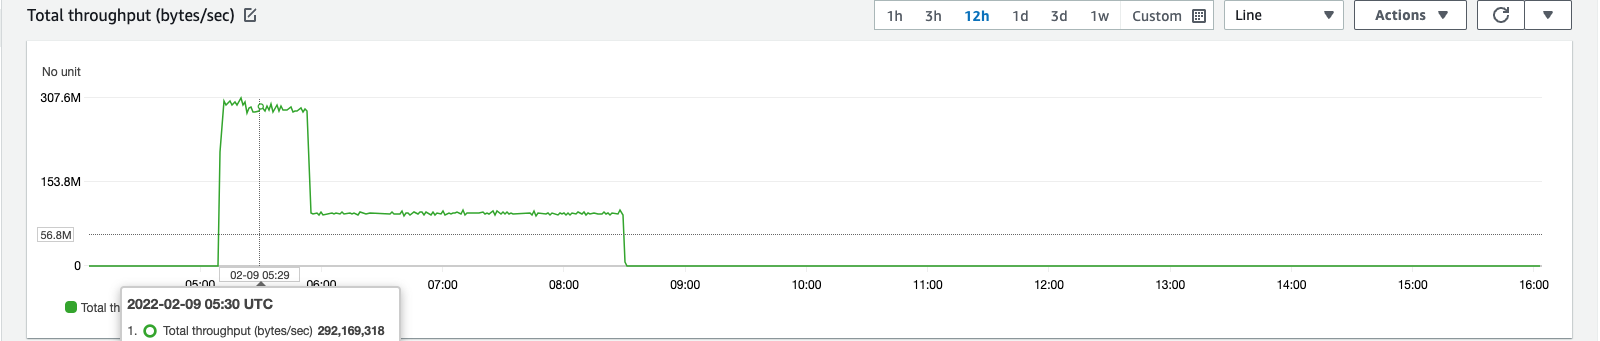 Total throughput (bytes/sec)
1h 3h 12h 1d 3d 1w Custom Line Actions
No unit
307.6M
153.8M
56.8M
0
02-09 05:29
05:00 06:00 07:00 08:00 09:00 10:00 11:00 12:00 13:00 14:00 15:00 16:00
Total th
2022-02-09 05:30 UTC
1. Total throughput (bytes/sec) 292,169,318